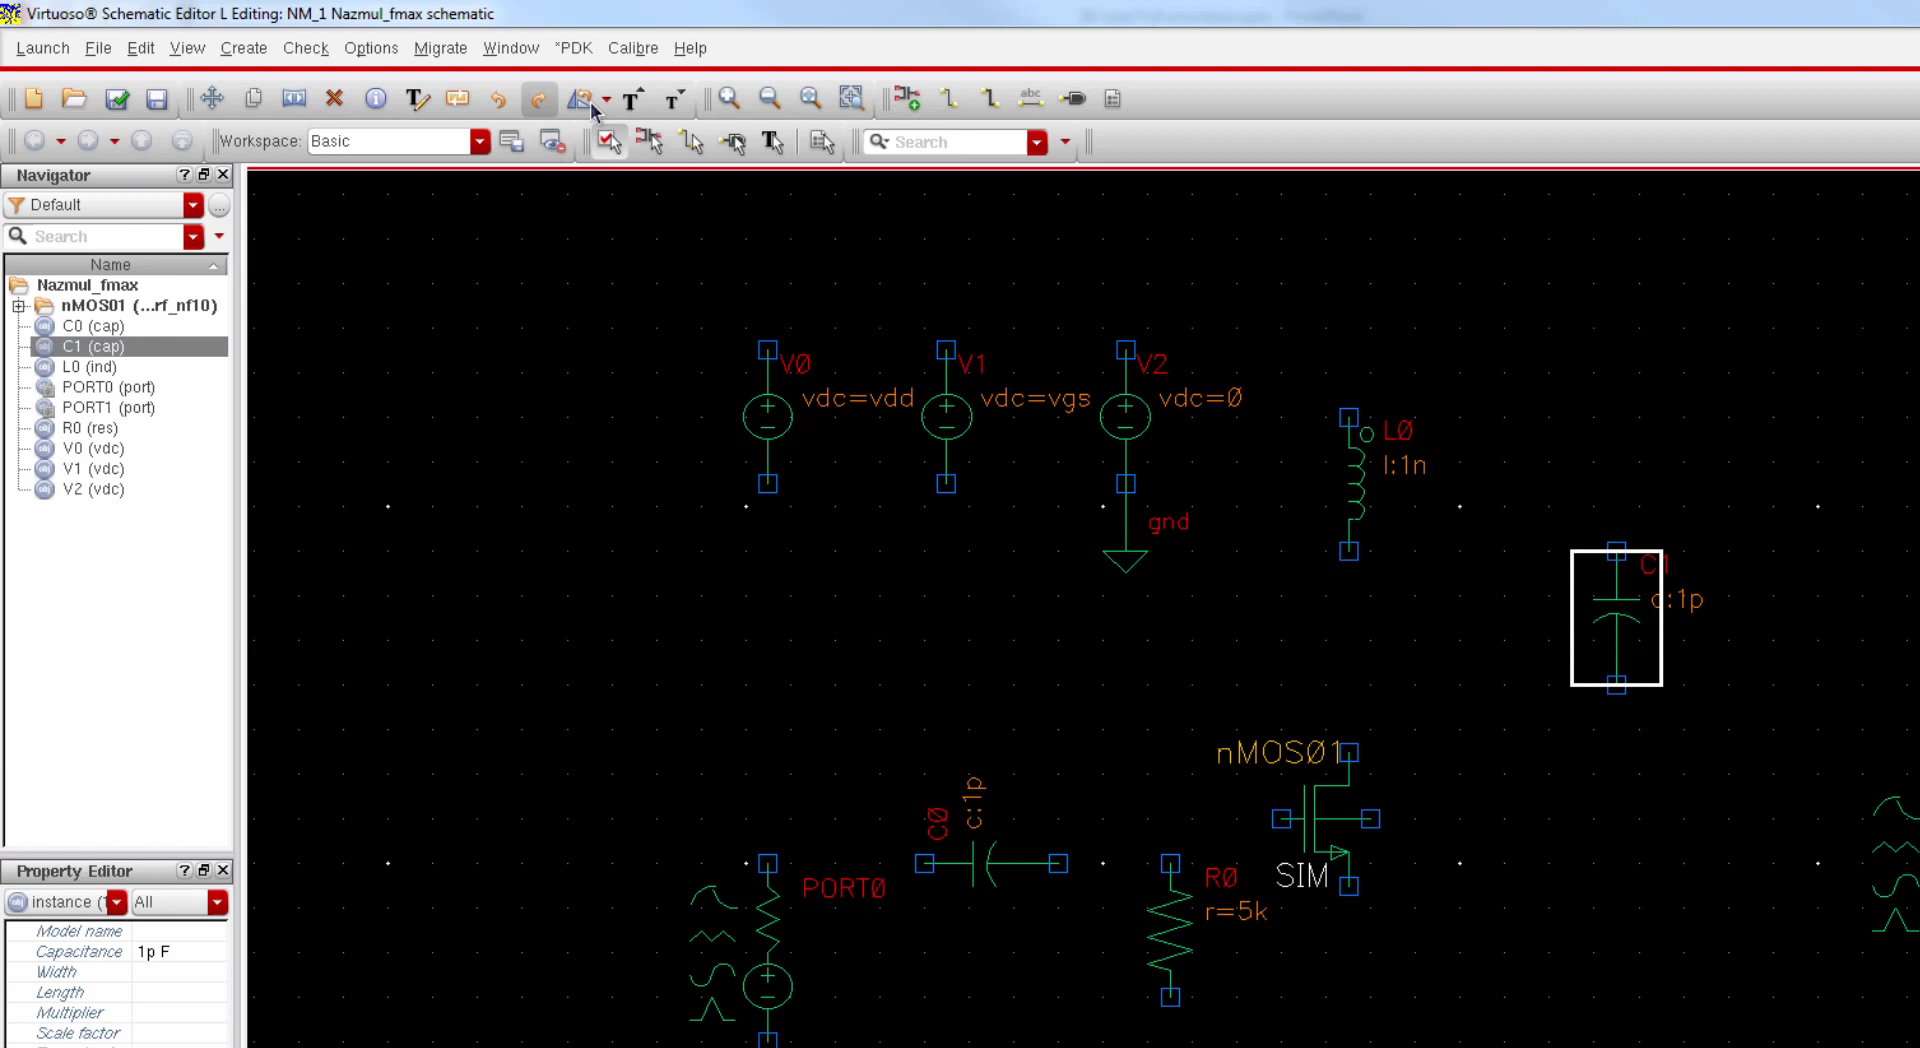 Virtuoso® Schematic Editor L Editing: NM_1 Nazmul_fmax schematic
Launch File Edit View Create Check Options Migrate Window *PDK Calibre Help
abc
Workspace: Basic
Search
Navigator
Default
Search
Name
Nazmul_fmax
nMOS01 (...rf_nf10)
C0 (cap)
C1 (cap)
L0 (ind)
PORT0 (port)
PORT1 (port)
R0 (res)
V0 (vdc)
V1 (vdc)
V2 (vdc)
Property Editor
instance (1 All
Model name
Capacitance 1p F
Width
Length
Multiplier
Scale factor
V0
vdc=vdd
V1
vdc=vgs
V2
vdc=0
gnd
L0
l:1n
C1
c:1p
nMOS01
SIM
C0
c:1p
PORT0
R0
r=5k